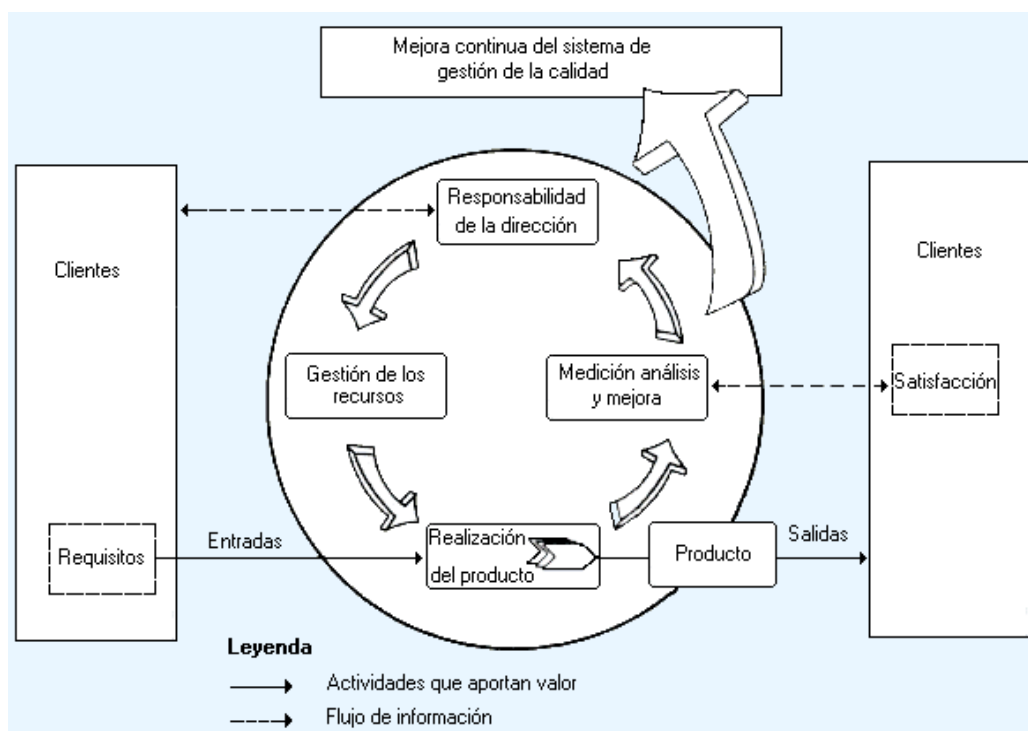 Mejora continua del sistema de
gestión de la calidad
Responsabilidad
de la dirección
Clientes
Clientes
Gestión de los
recursos
Medición análisis
y mejora
Satisfacción
Requisitos
Entradas
Realización
del producto
Producto
Salidas
Leyenda
Actividades que aportan valor
Flujo de información